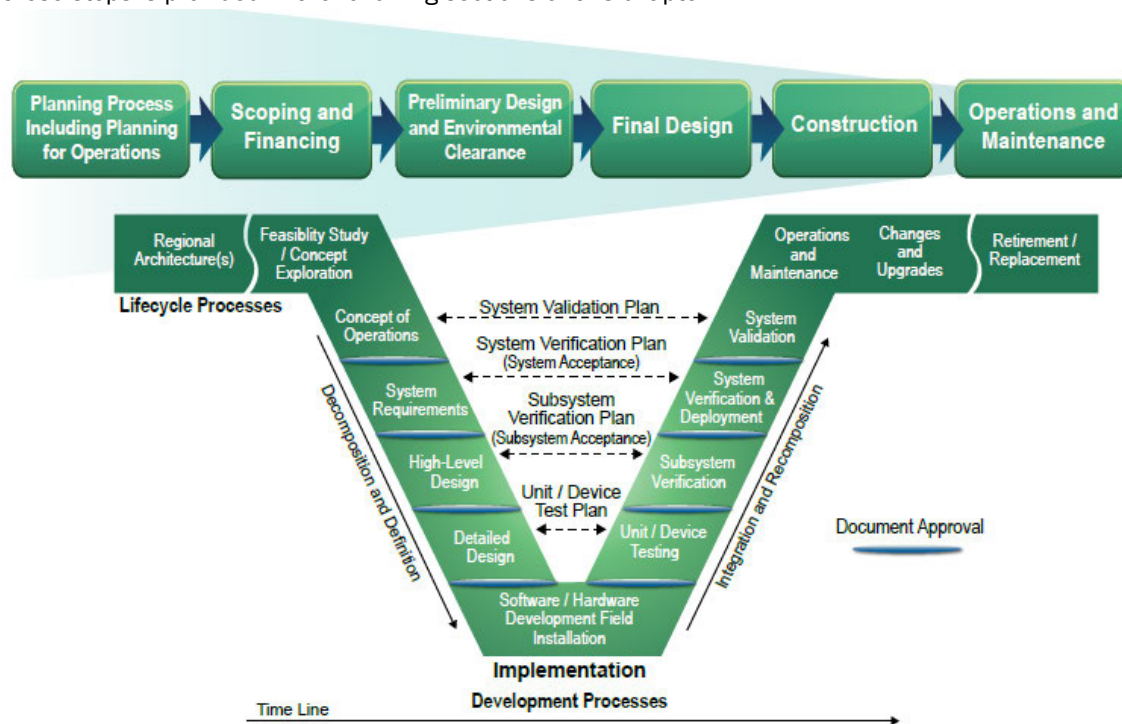 Planning Process
Including Planning
for Operations
Scoping and
Financing
Preliminary Design
and Environmental
Clearance
Final Design
Construction
Operations and
Maintenance
Regional
Architecture(s)
Feasiblity Study
/ Concept
Exploration
Operations
and
Maintenance
Changes
and
Upgrades
Retirement /
Replacement
Lifecycle Processes
Concept of
Operations
System Validation Plan
System
Validation
System Verification Plan
(System Acceptance)
System
Requirements
System
Verification &
Deployment
Subsystem
Verification Plan
(Subsystem Acceptance)
High-Level
Design
Subsystem
Verification
Unit / Device
Test Plan
Detailed
Design
Unit / Device
Testing
Decomposition and Definition
Integration and Recomposition
Document Approval
Software / Hardware
Development Field
Installation
Implementation
Development Processes
Time Line